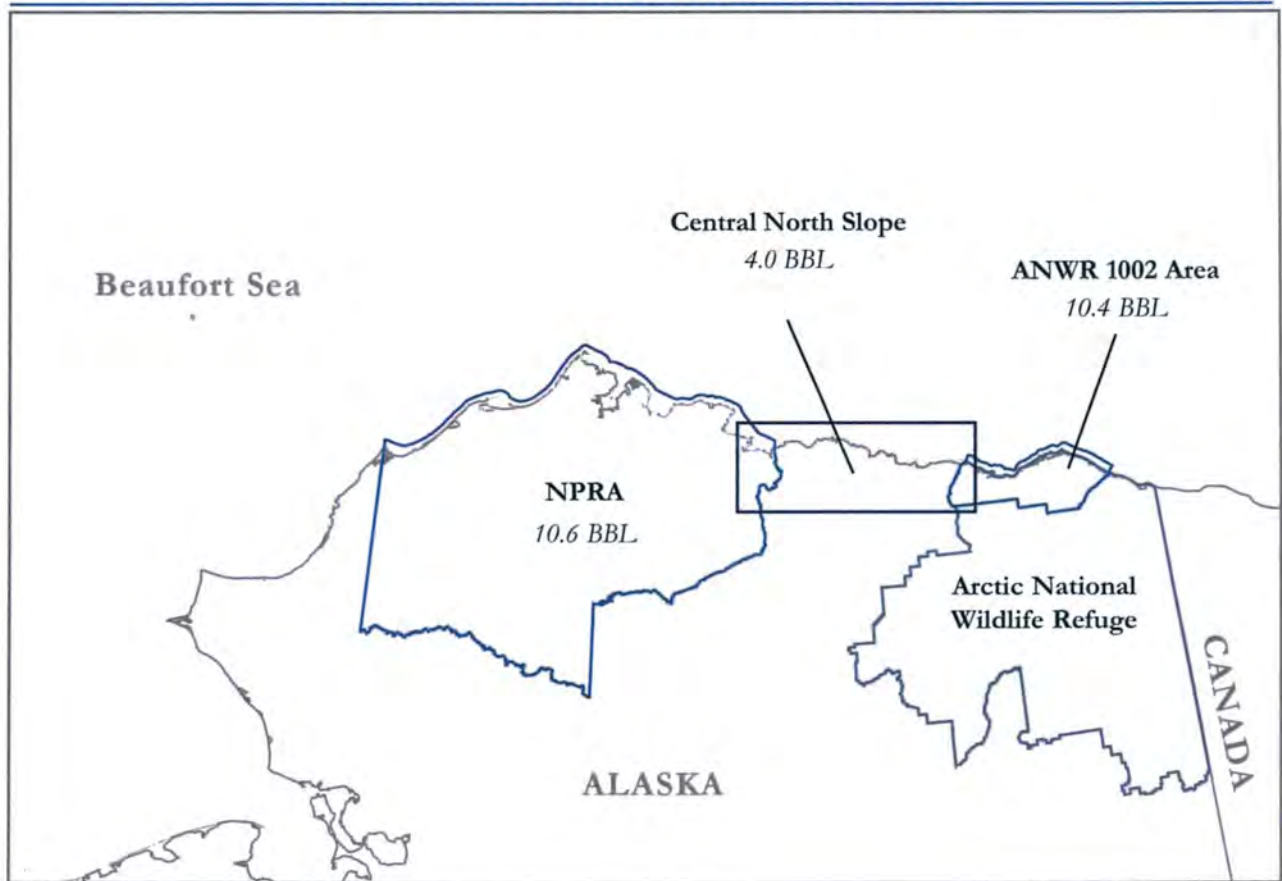 Central North Slope
4.0 BBL
Beaufort Sea
ANWR 1002 Area
10.4 BBL
NPRA
10.6 BBL
Arctic National
Wildlife Refuge
CANADA
ALASKA